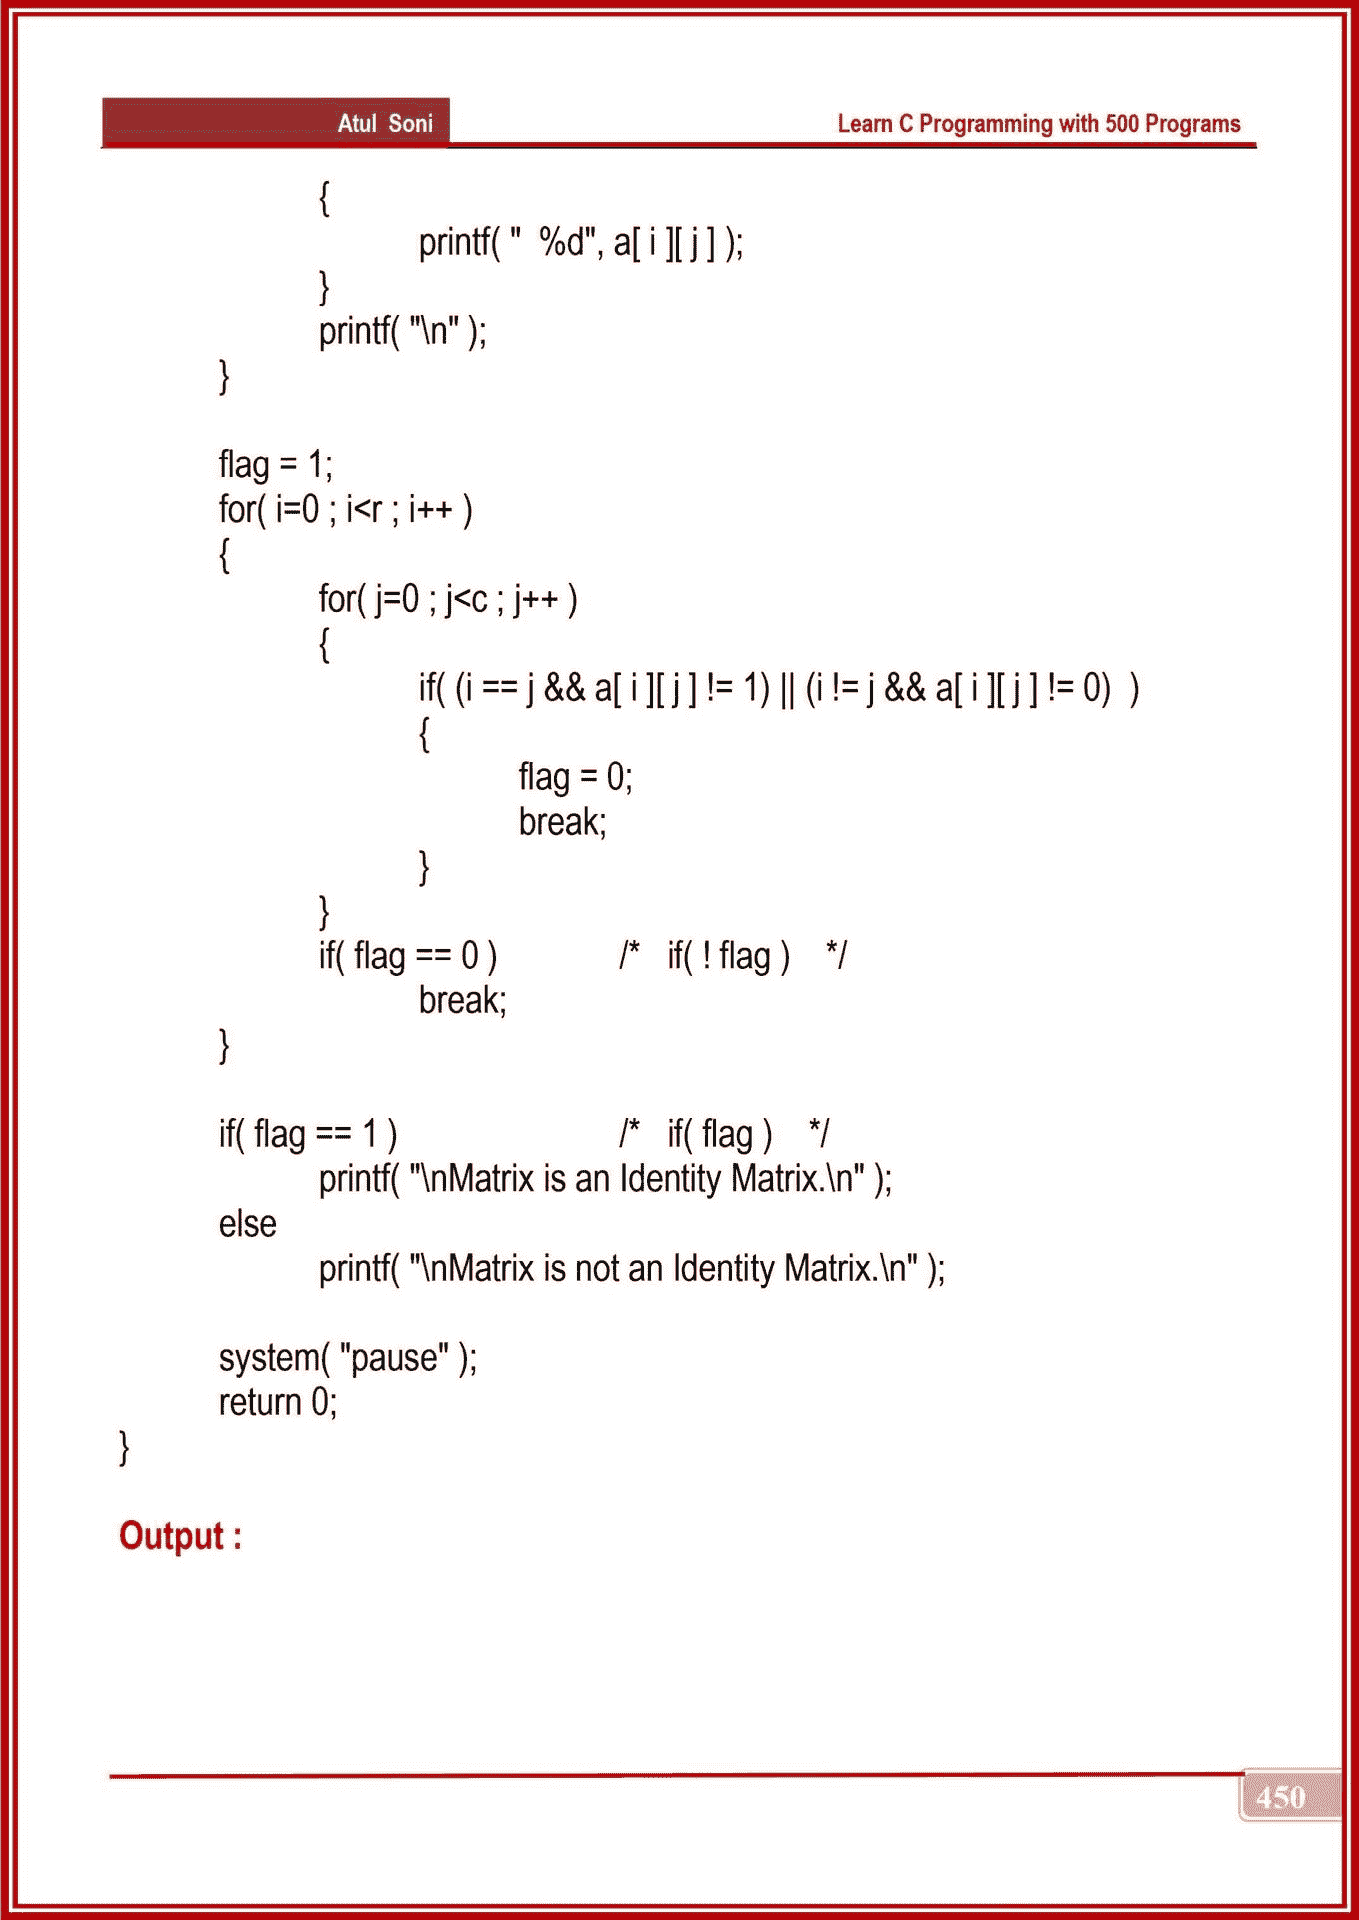 Atul  Soni
Learn C Programming with 500 Programs
{
printf( "  %d", a[ i ][ j ] );
}
printf( "\n" );
}
flag = 1;
for( i=0 ; i<r ; i++ )
{
for( j=0 ; j<c ; j++ )
{
if( (i == j && a[ i ][ j ] != 1) || (i != j && a[ i ][ j ] != 0)  )
{
flag = 0;
break;
}
}
if( flag == 0 )  /*  if( ! flag )  */
break;
}
if( flag == 1 )  /*  if( flag )  */
printf( "\nMatrix is an Identity Matrix.\n" );
else
printf( "\nMatrix is not an Identity Matrix.\n" );
system( "pause" );
return 0;
}
Output :
450